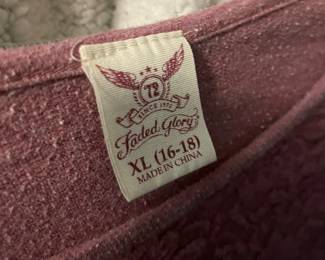 72
SINCE 1972
Faded Glory
XL (16-18)
MADE IN CHINA